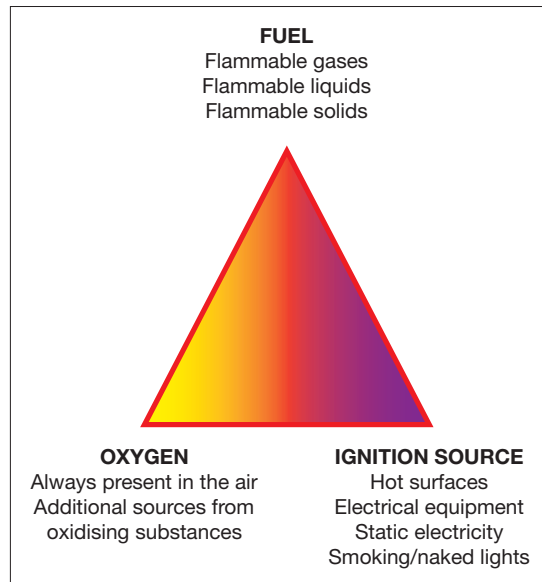 FUEL
Flammable gases
Flammable liquids
Flammable solids
OXYGEN
Always present in the air
Additional sources from
oxidising substances
IGNITION SOURCE
Hot surfaces
Electrical equipment
Static electricity
Smoking/naked lights